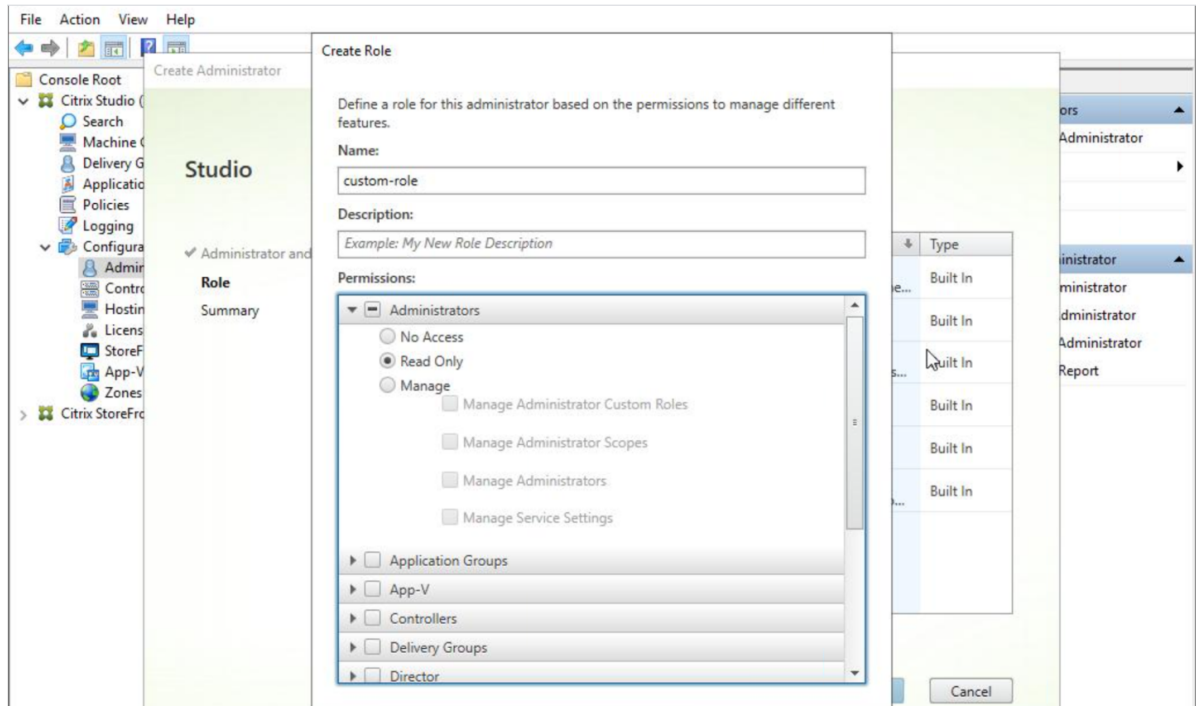 File Action View Help
Console Root
Citrix Studio (
Search
Machine C
Delivery G
Applicatio
Policies
Logging
Configura
Admir
Contro
Hostin
Licens
StoreF
App-V
Zones
Citrix StoreFro
Create Administrator
Studio
Administrator and
Role
Summary
Create Role
Define a role for this administrator based on the permissions to manage different
features.
Name:
custom-role
Description:
Example: My New Role Description
Permissions:
Administrators
No Access
Read Only
Manage
Manage Administrator Custom Roles
Manage Administrator Scopes
Manage Administrators
Manage Service Settings
Application Groups
App-V
Controllers
Delivery Groups
Director
Type
e... Built In
Built In
s... Built In
Built In
Built In
Built In
Cancel
ors
Administrator
inistrator
ministrator
dministrator
Administrator
Report